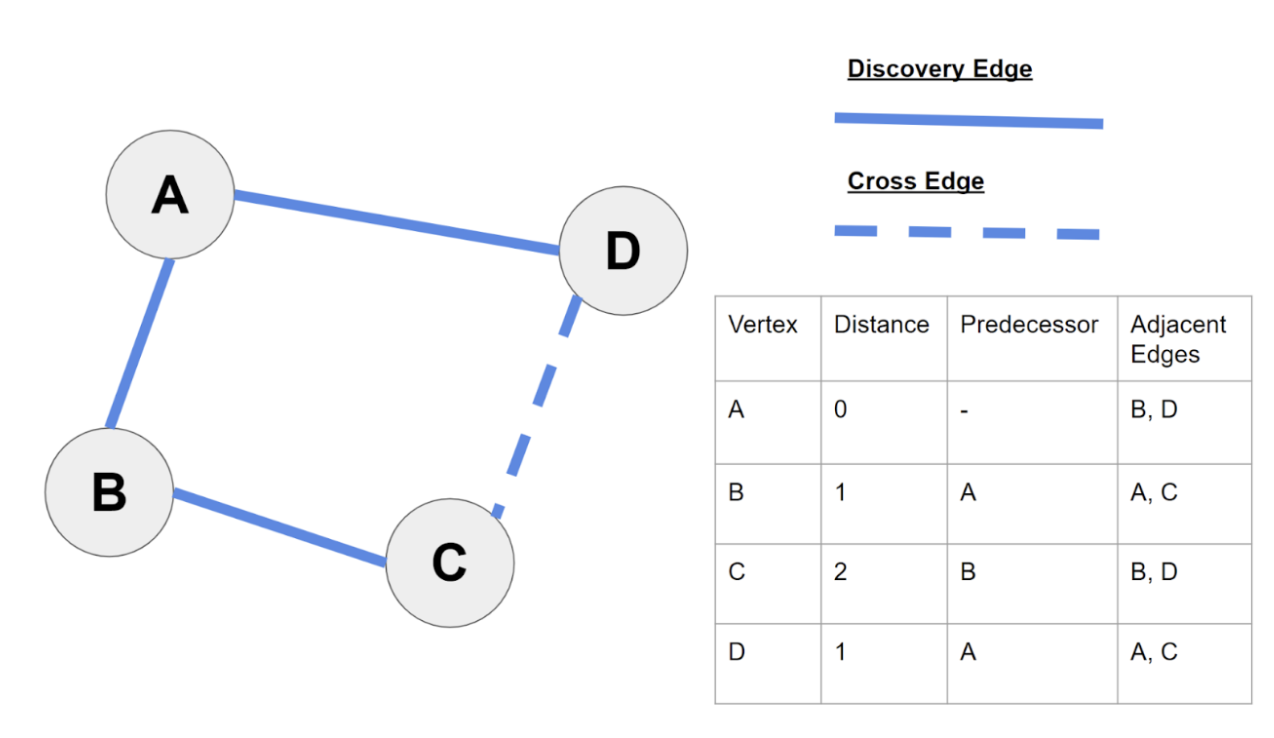 Discovery Edge
Cross Edge
A
D
B
C
Vertex Distance Predecessor Adjacent
Edges
A 0 - B, D
B 1 A A, C
C 2 B B, D
D 1 A A, C